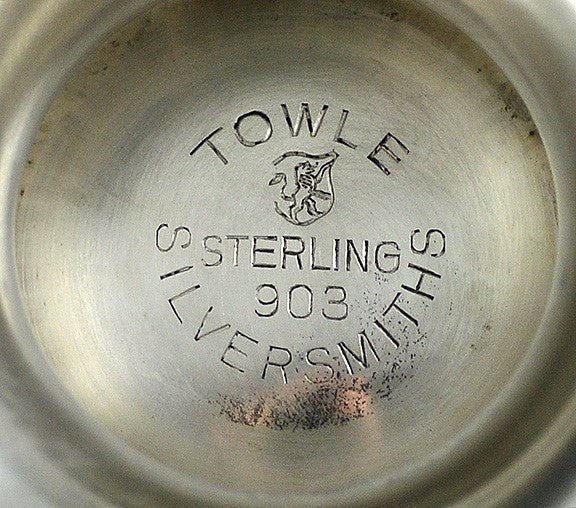 TOWLE
STERLING
903
SILVERSMITHS